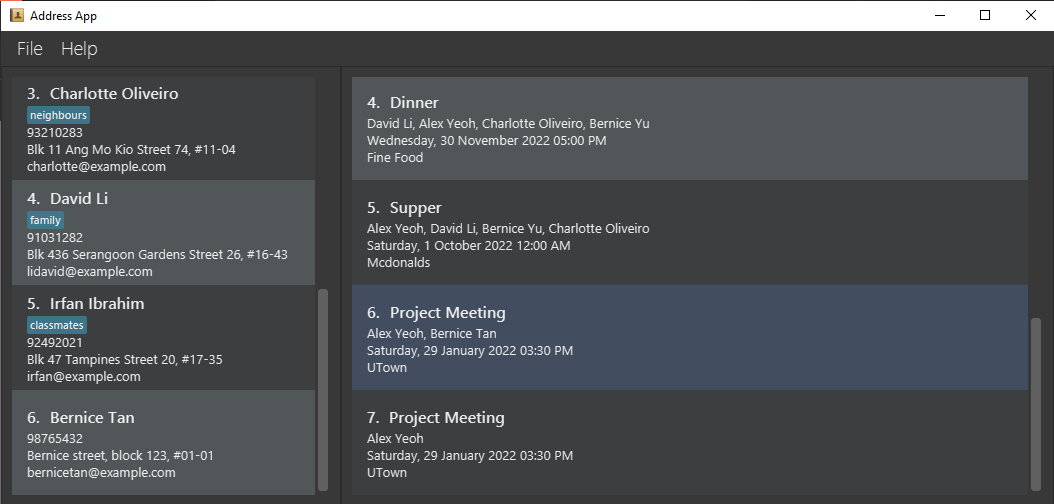 Address App
File Help
3. Charlotte Oliveiro
neighbours
93210283
Blk 11 Ang Mo Kio Street 74, #11-04
charlotte@example.com
4. David Li
family
91031282
Blk 436 Serangoon Gardens Street 26, #16-43
lidavid@example.com
5. Irfan Ibrahim
classmates
92492021
Blk 47 Tampines Street 20, #17-35
irfan@example.com
6. Bernice Tan
98765432
Bernice street, block 123, #01-01
bernicetan@example.com
4. Dinner
David Li, Alex Yeoh, Charlotte Oliveiro, Bernice Yu
Wednesday, 30 November 2022 05:00 PM
Fine Food
5. Supper
Alex Yeoh, David Li, Bernice Yu, Charlotte Oliveiro
Saturday, 1 October 2022 12:00 AM
Mcdonalds
6. Project Meeting
Alex Yeoh, Bernice Tan
Saturday, 29 January 2022 03:30 PM
UTown
7. Project Meeting
Alex Yeoh
Saturday, 29 January 2022 03:30 PM
UTown